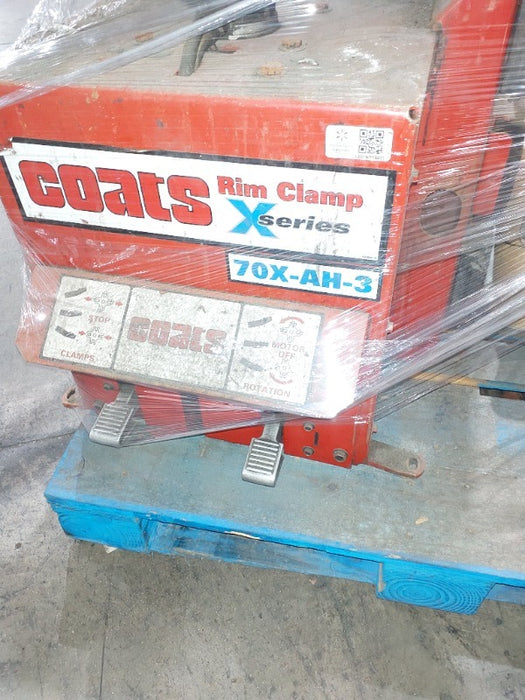 coats Rim Clamp
X series
70X-AH-3
STOP
CLAMPS
coats
MOTOR
OFF
ROTATION